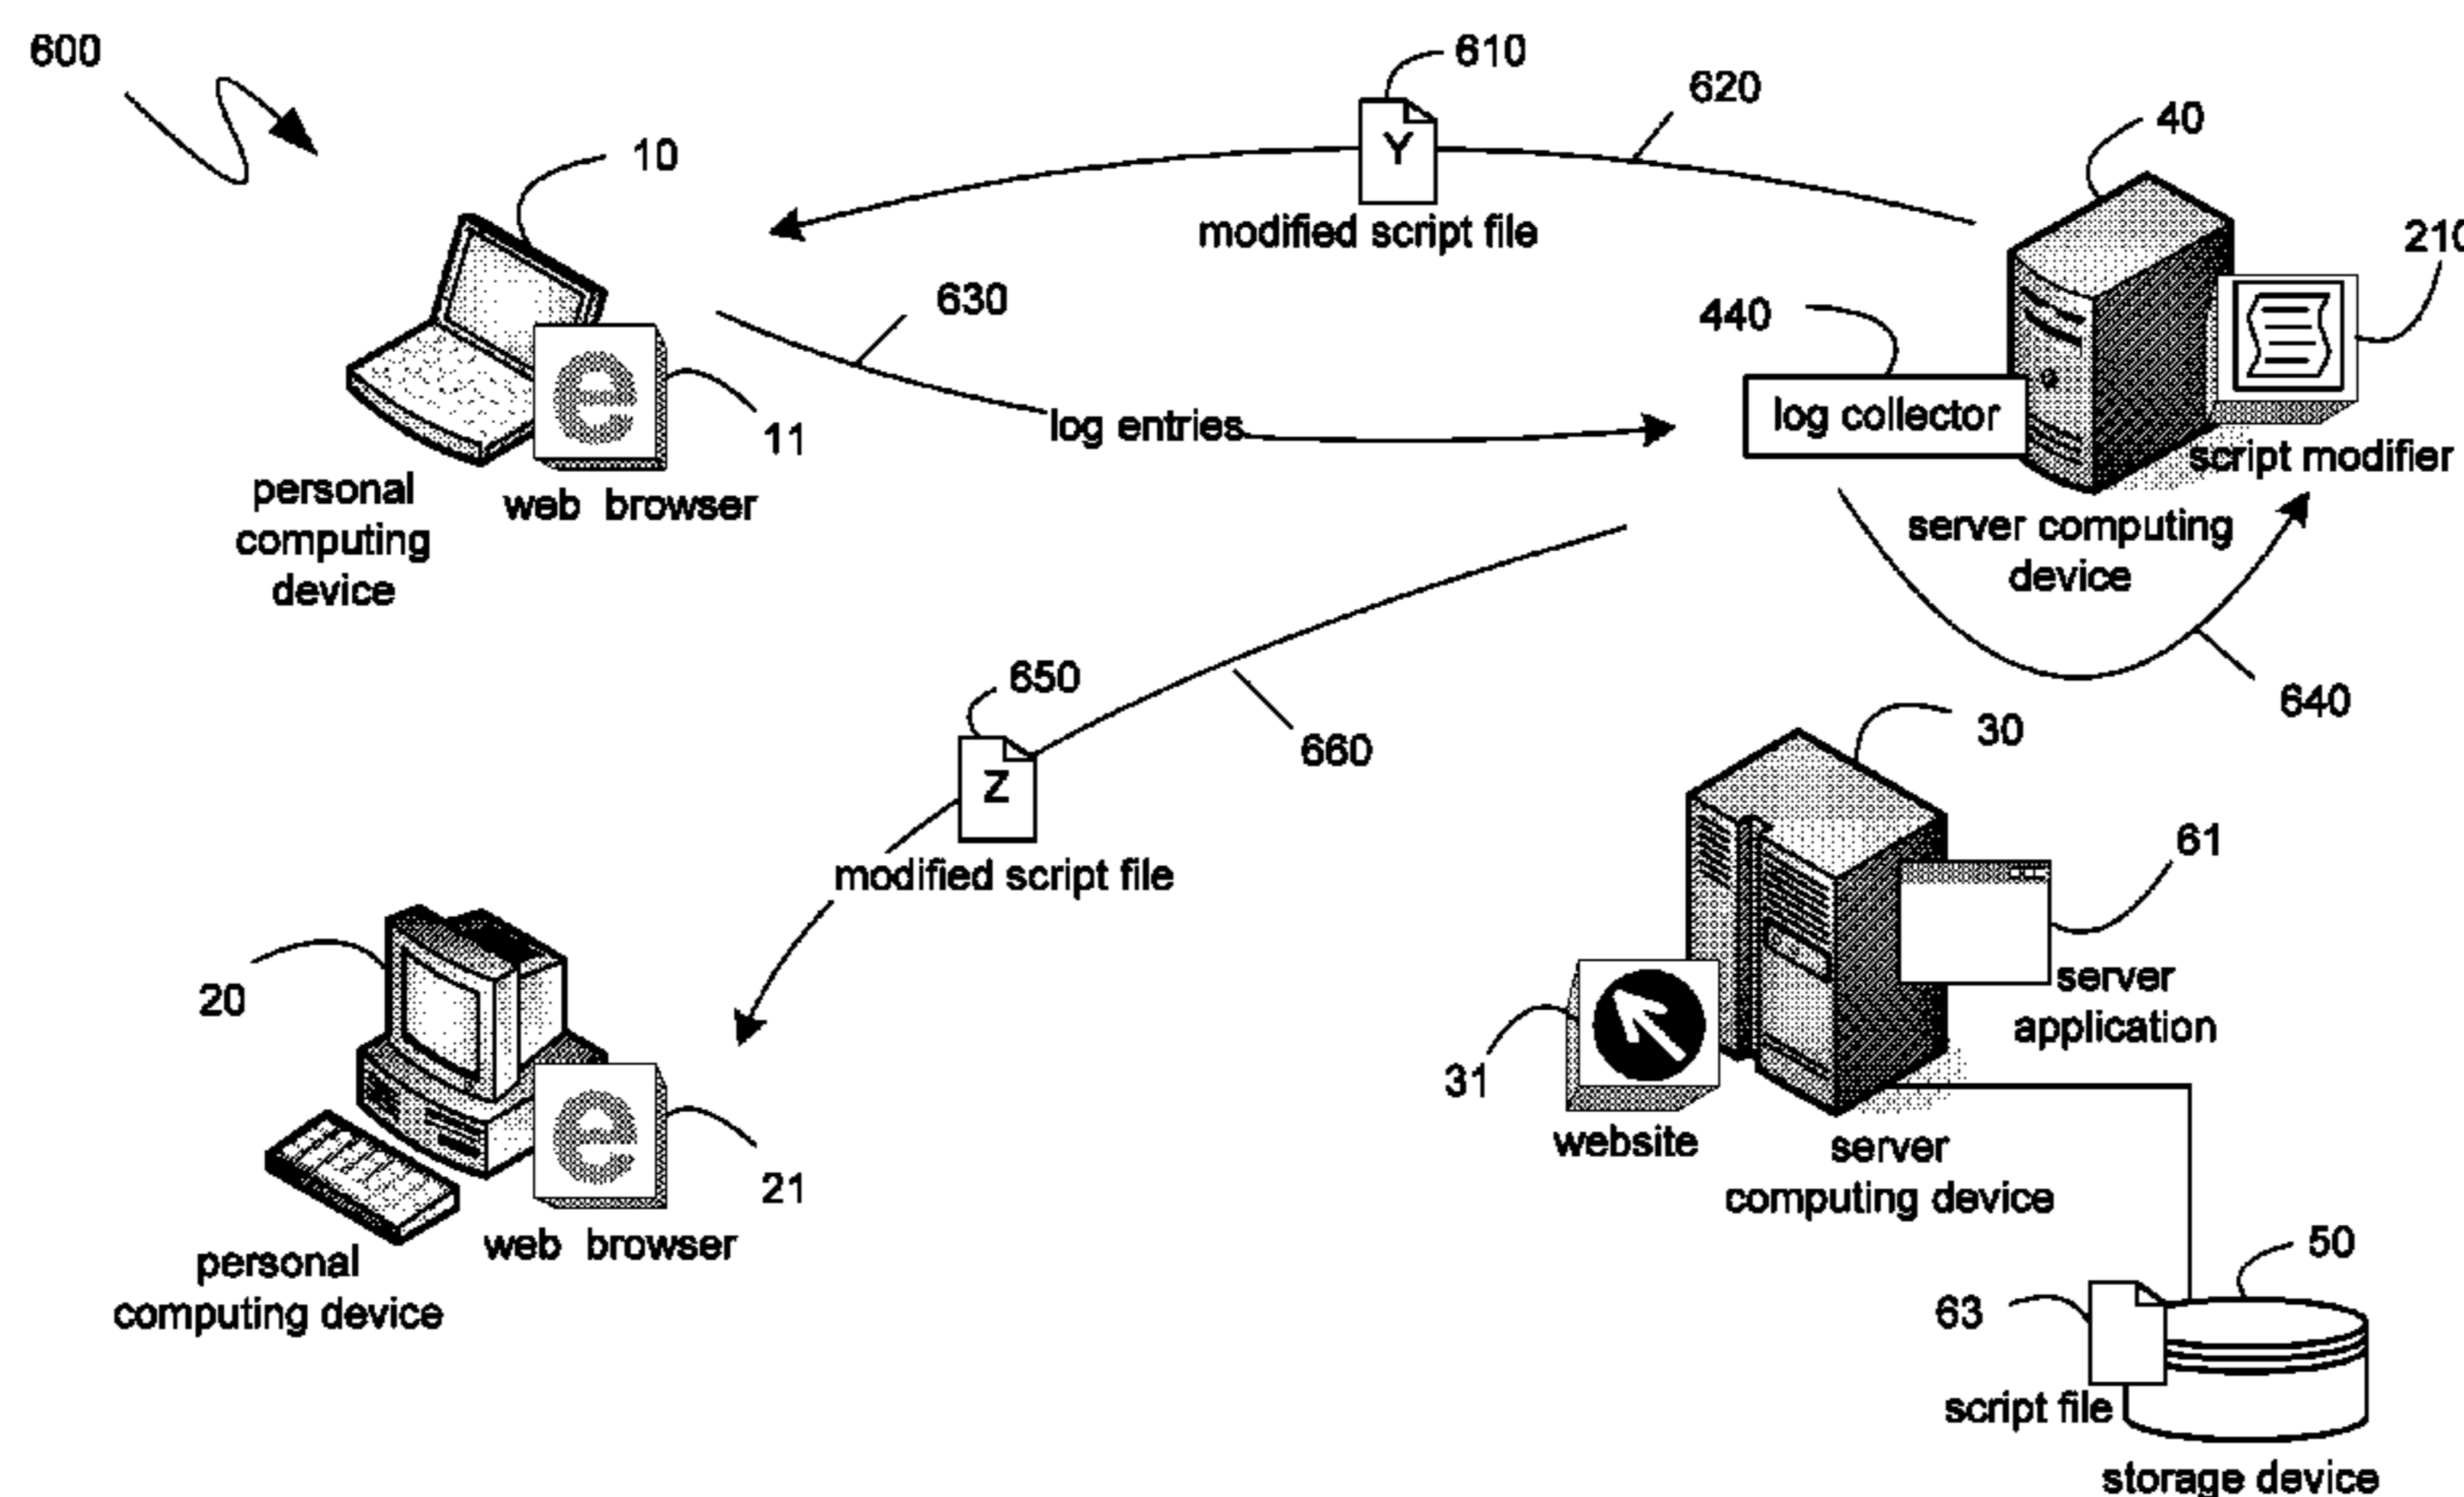 600
610
620
40
10
Y
modified script file
210
630
440
log collector
11
log entries
script modifier
personal
computing
device
web browser
server computing
device
640
650
660
30
Z
modified script file
61
20
server
application
31
website
server
computing device
21
web browser
personal
computing device
50
63
script file
storage device
e
e